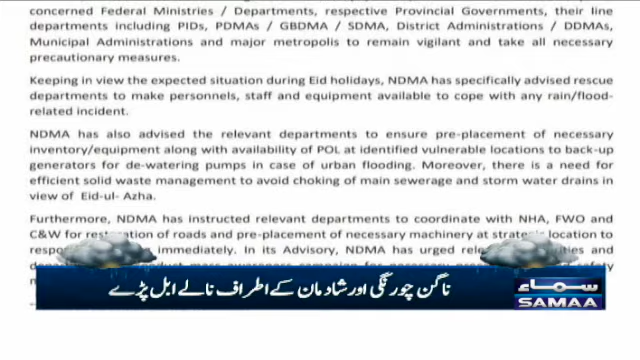 concerned Federal Ministries / Departments, respective Provincial Governments, their line
departments including PIDs, PDMAs / GBDMA / SDMA, District Administrations / DDMAs,
Municipal Administrations and major metropolis to remain vigilant and take all necessary
precautionary measures.
Keeping in view the expected situation during Eid holidays, NDMA has specifically advised rescue
departments to make personnels, staff and equipment available to cope with any rain/flood-
related incident.
NDMA has also advised the relevant departments to ensure pre-placement of necessary
inventory/equipment along with availability of POL at identified vulnerable locations to back-up
generators for de-watering pumps in case of urban flooding. Moreover, there is a need for
efficient solid waste management to avoid choking of main sewerage and storm water drains in
view of Eid-ul- Azha.
Furthermore, NDMA has instructed relevant departments to coordinate with NHA, FWO and
C&W for of roads and pre-placement of necessary machinery at location to
immediately. In its Advisory, NDMA has urged and
ناگن چورنگی اور شادمان کے اطراف نالے ابل پڑے
سماء
SAMAA